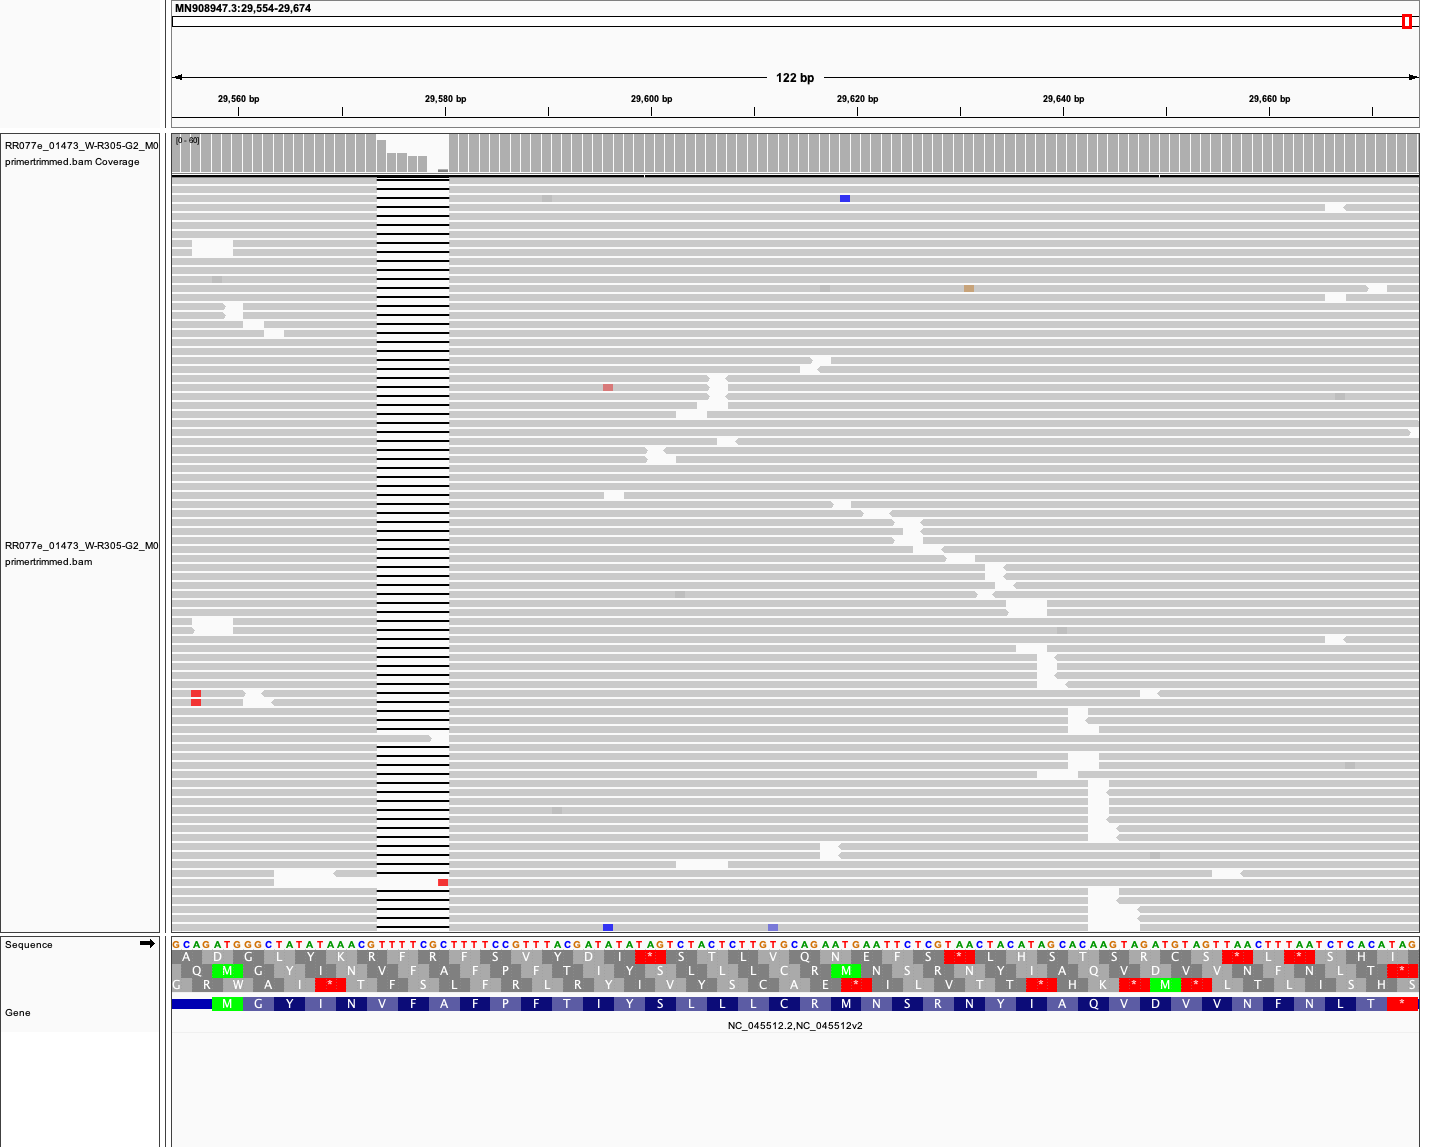 MN908947.3:29,554-29,674
122 bp
29,560 bp 29,580 bp 29,600 bp 29,620 bp 29,640 bp 29,660 bp
[0 - 60]
RR077e_01473_W-R305-G2_M0
primertrimmed.bam Coverage
RR077e_01473_W-R305-G2_M0
primertrimmed.bam
Sequence GCAGATGGGCTATATAAACGTTTTCGCTTTTCCGTTTACGATATATAGTCTACTCTTGTGCAGAATGAATTCTCGTAACTACATAGCACAAGTAGATGTAGTTAACTTTAATCTCACATAG
A D G L Y K R F R F S V Y D I * S T L V Q N E F S * L H S T S R C S * L * S H I
Q M G Y I N V F A F P F T I Y S L L L C R M N S R N Y I A Q V D V V N F N L T *
G R W A I * T F S L F R L R Y I V Y S C A E * I L V T T * H K * M * L T L I S H S
Gene M G Y I N V F A F P F T I Y S L L L C R M N S R N Y I A Q V D V V N F N L T *
NC_045512.2,NC_045512v2